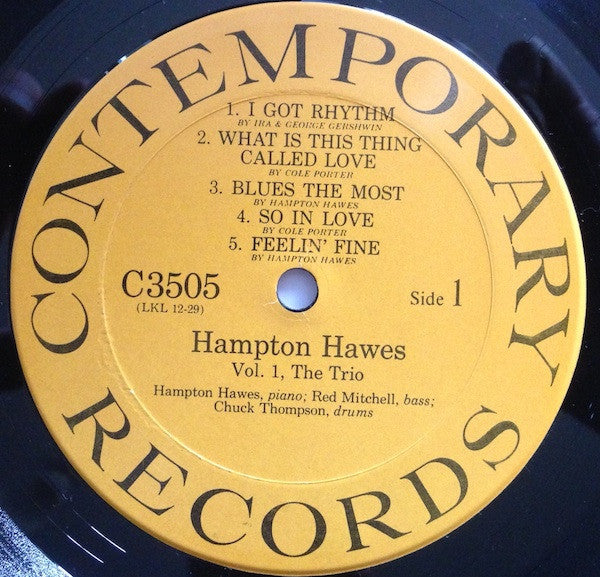 CONTEMPORARY
1. I GOT RHYTHM
BY IRA & GEORGE GERSHWIN
2. WHAT IS THIS THING
CALLED LOVE
BY COLE PORTER
3. BLUES THE MOST
BY HAMPTON HAWES
4. SO IN LOVE
BY COLE PORTER
5. FEELIN' FINE
BY HAMPTON HAWES
C3505
(LKL 12-29)
Side 1
Hampton Hawes
Vol. 1, The Trio
Hampton Hawes, piano; Red Mitchell, bass;
Chuck Thompson, drums
RECORDS